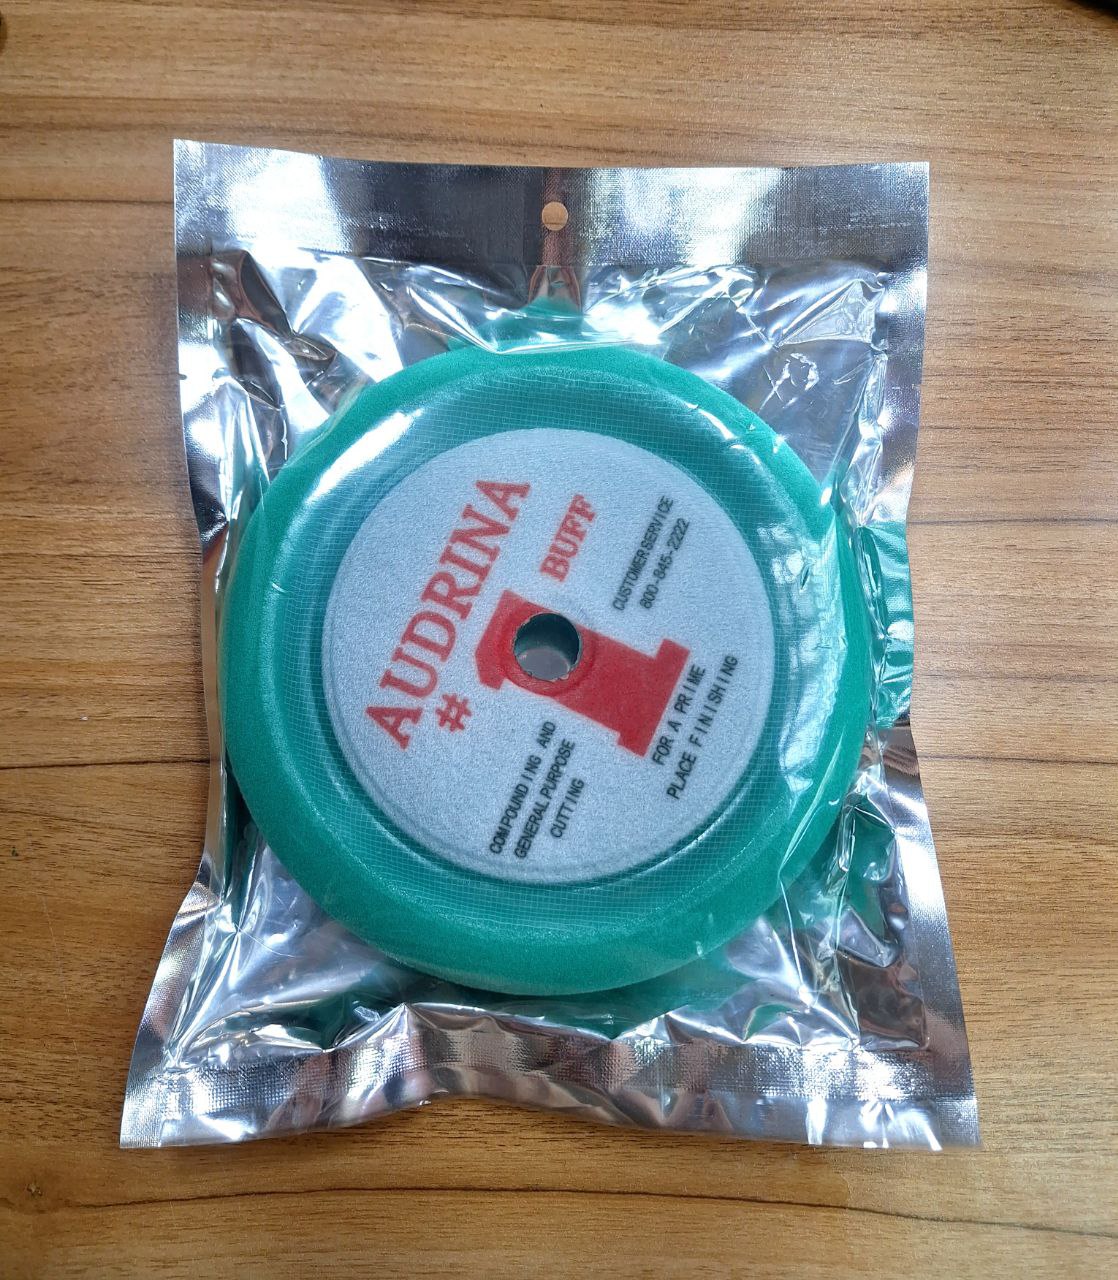 AUDRINA
# 1 BUFF
CUSTOMER SERVICE
800-845-2222
COMPOUNDING AND
GENERAL PURPOSE
CUTTING
FOR A PRIME
PLACE FINISHING